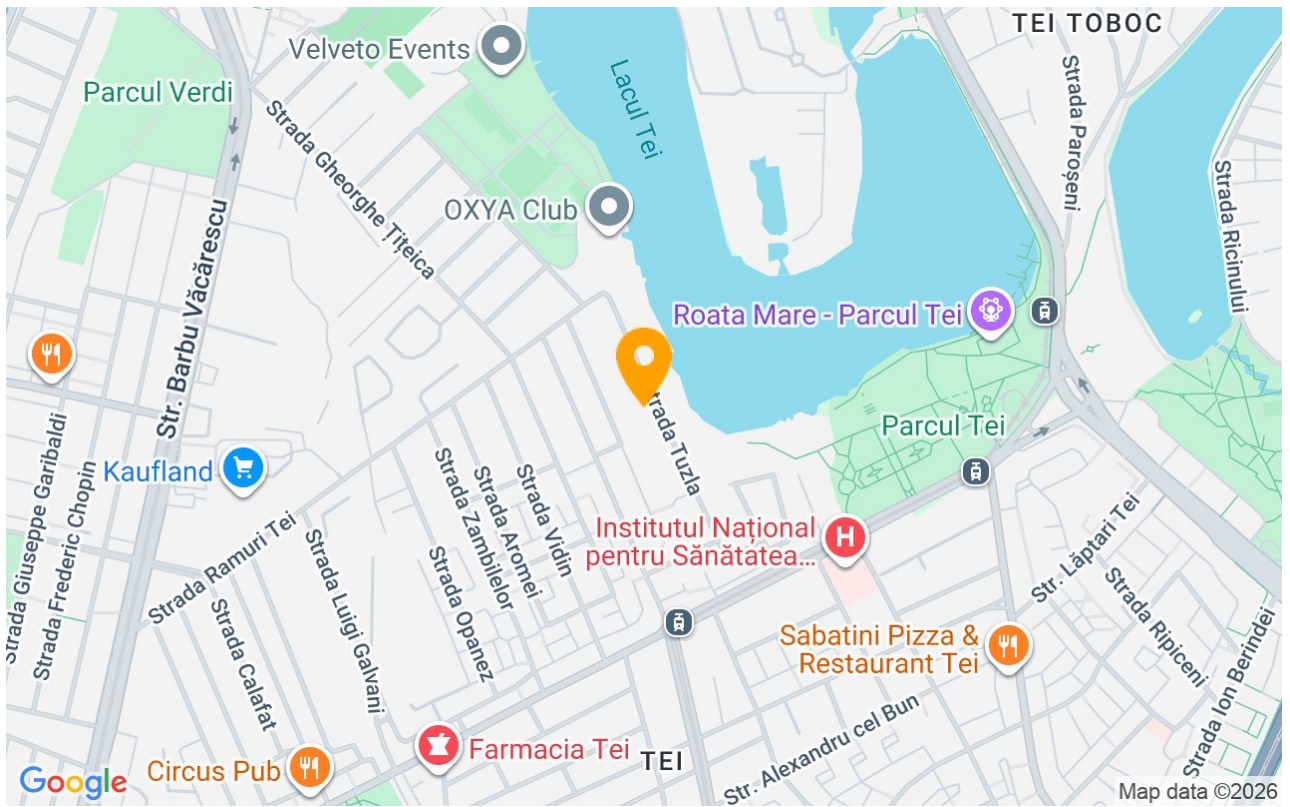 TEI TOBOC
Velveto Events
Parcul Verdi
Lacul Tei
Strada Paroșeni
Strada Gheorghe Țițeica
Strada Ricinului
OXYA Club
Str. Barbu Văcărescu
Roata Mare - Parcul Tei
Strada Tuzla
Parcul Tei
Kaufland
Strada Giuseppe Garibaldi
Strada Frederic Chopin
Strada Zambilelor
Strada Aromei
Strada Vidin
Institutul Național
pentru Sănătatea...
H
Strada Ramuri Tei
Strada Luigi Galvani
Strada Opanez
Str. Lăptari Tei
Strada Ripiceni
Strada Calafat
Sabatini Pizza &
Restaurant Tei
Strada Ion Berindei
Str. Alexandru cel Bun
Farmacia Tei
TEI
Circus Pub
Google
Map data ©2026